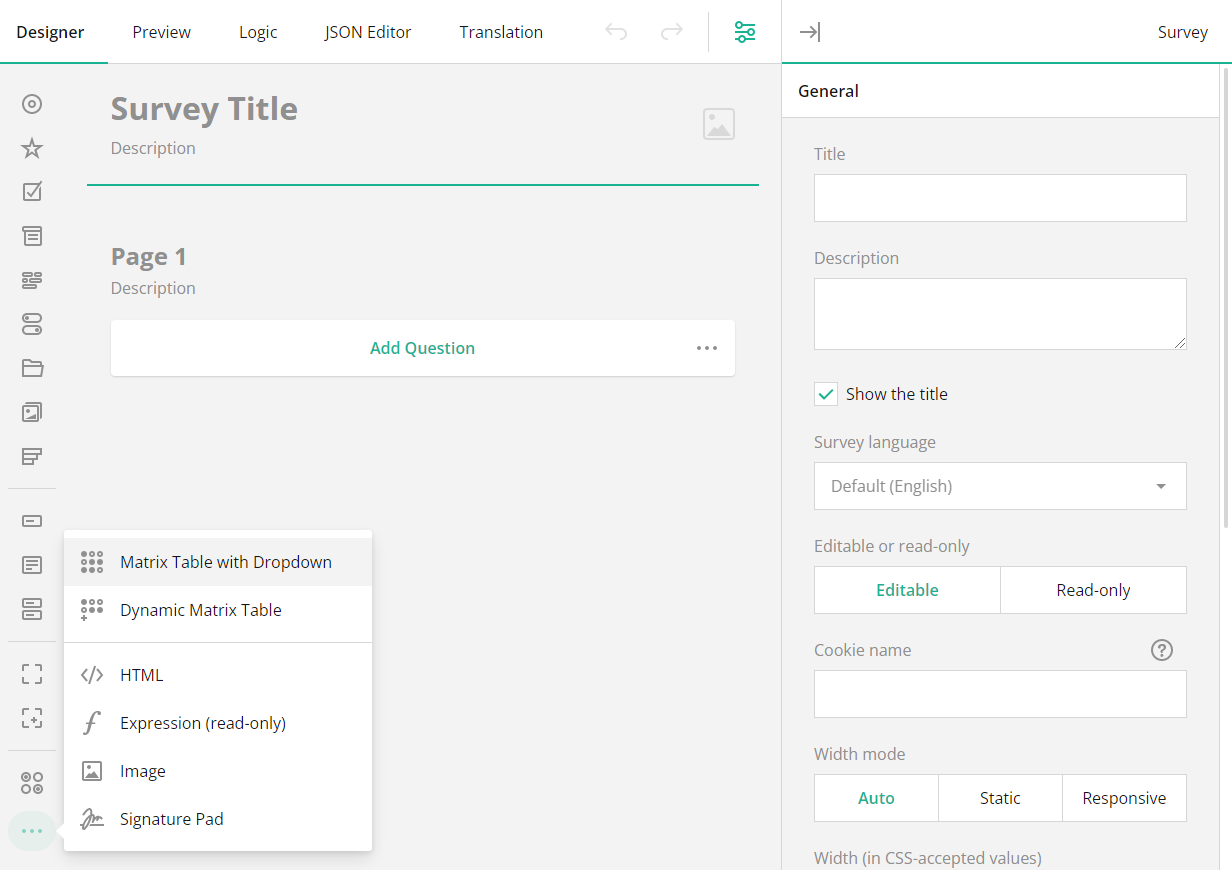 Designer Preview Logic JSON Editor Translation Survey
Survey Title
Description
Page 1
Description
Add Question
Matrix Table with Dropdown
Dynamic Matrix Table
HTML
Expression (read-only)
Image
Signature Pad
General
Title
Description
Show the title
Survey language
Default (English)
Editable or read-only
Editable Read-only
Cookie name
Width mode
Auto Static Responsive
Width (in CSS-accepted values)